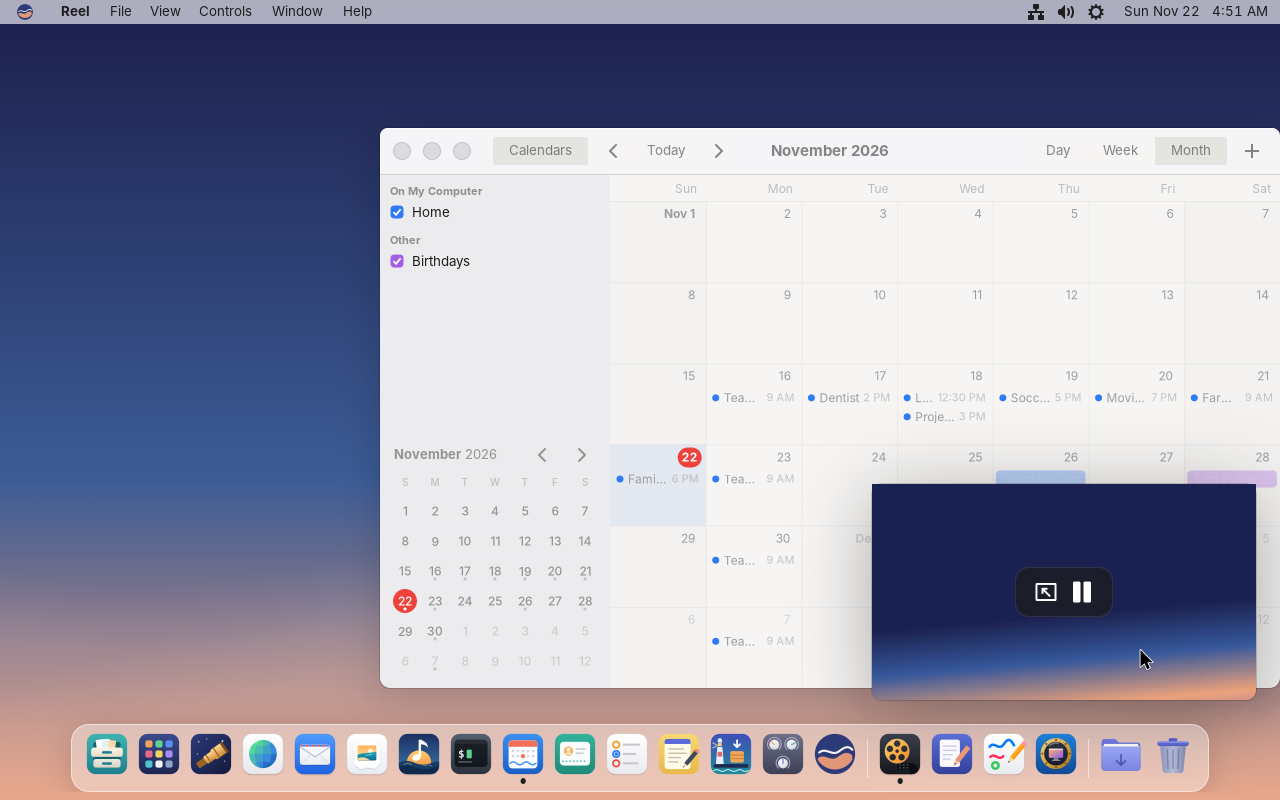 Reel File View Controls Window Help Sun Nov 22 4:51 AM
Calendars Today November 2026 Day Week Month
On My Computer
Home
Other
Birthdays
Sun Mon Tue Wed Thu Fri Sat
Nov 1 2 3 4 5 6 7
8 9 10 11 12 13 14
15 16 17 18 19 20 21
Tea... 9 AM Dentist 2 PM L... 12:30 PM Socc... 5 PM Movi... 7 PM Far... 9 AM
Proje... 3 PM
22 23 24 25 26 27 28
Fami... 6 PM Tea... 9 AM
29 30 De 5
Tea... 9 AM
6 7 12
Tea... 9 AM
November 2026
S M T W T F S
1 2 3 4 5 6 7
8 9 10 11 12 13 14
15 16 17 18 19 20 21
22 23 24 25 26 27 28
29 30 1 2 3 4 5
6 7 8 9 10 11 12
$